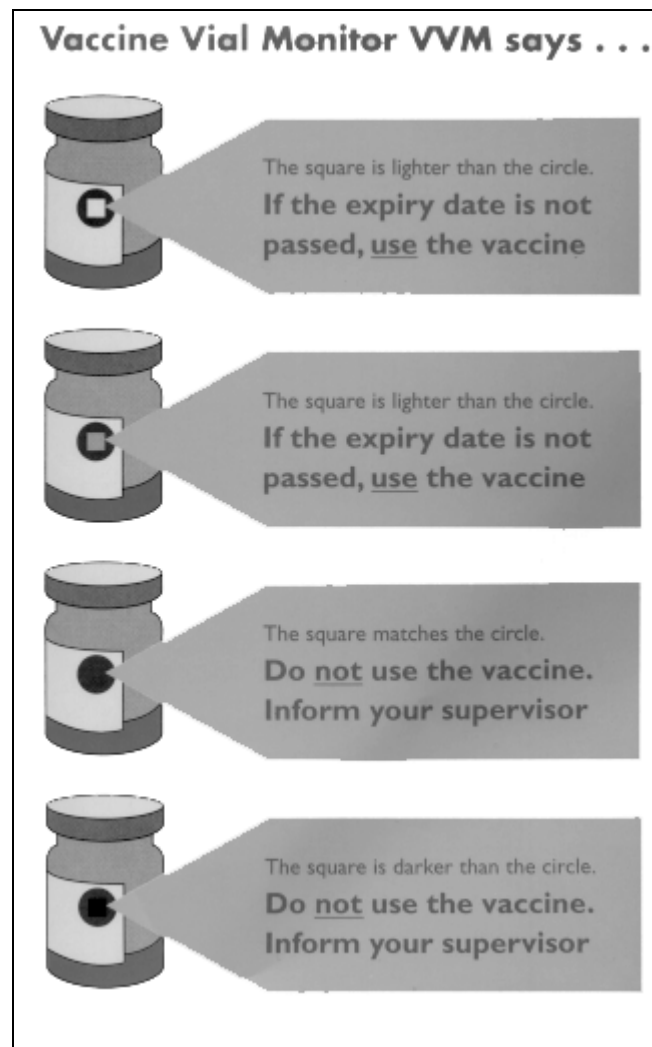 Vaccine Vial Monitor VVM says . . .
The square is lighter than the circle.
If the expiry date is not
passed, use the vaccine
The square is lighter than the circle.
If the expiry date is not
passed, use the vaccine
The square matches the circle.
Do not use the vaccine.
Inform your supervisor
The square is darker than the circle.
Do not use the vaccine.
Inform your supervisor